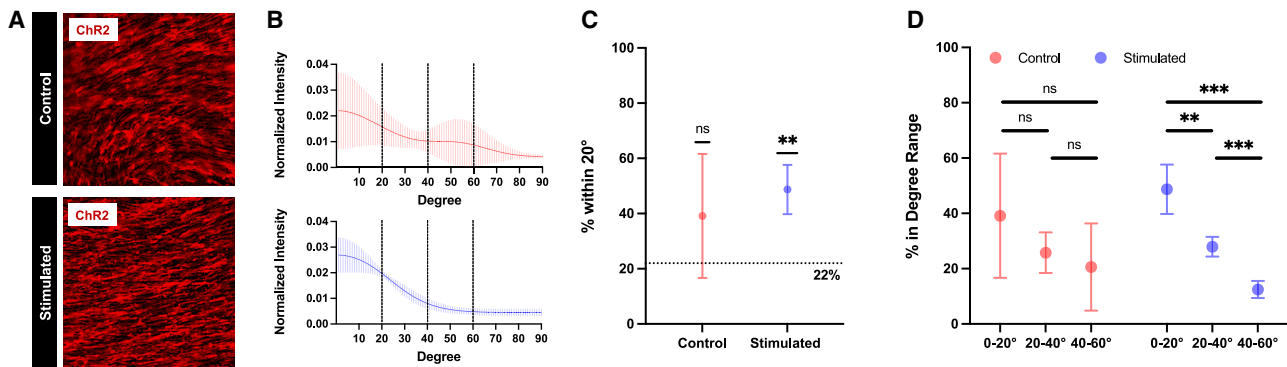 A
Control
ChR2
Stimulated
ChR2
B
Normalized Intensity
0.04
0.03
0.02
0.01
0.00
0 10 20 30 40 50 60 70 80 90
Degree
Normalized Intensity
0.04
0.03
0.02
0.01
0.00
0 10 20 30 40 50 60 70 80 90
Degree
C
% within 20°
100
80
60
40
20
0
ns
**
22%
Control Stimulated
D
% in Degree Range
100
80
60
40
20
0
Control Stimulated
ns
ns
ns
***
**
***
0-20° 20-40° 40-60° 0-20° 20-40° 40-60°